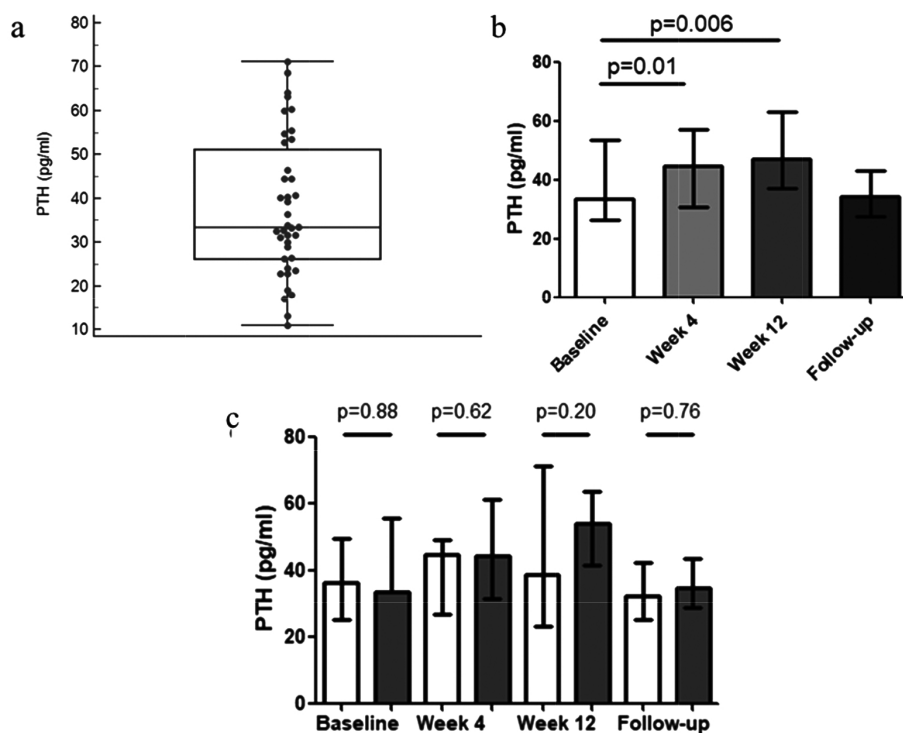 a
80
70
60
50
40
30
20
10
PTH (pg/ml)
b
p=0.006
p=0.01
80
60
40
20
0
PTH (pg/ml)
Baseline
Week 4
Week 12
Follow-up
c
p=0.88 p=0.62 p=0.20 p=0.76
80
60
40
20
0
PTH (pg/ml)
Baseline Week 4 Week 12 Follow-up